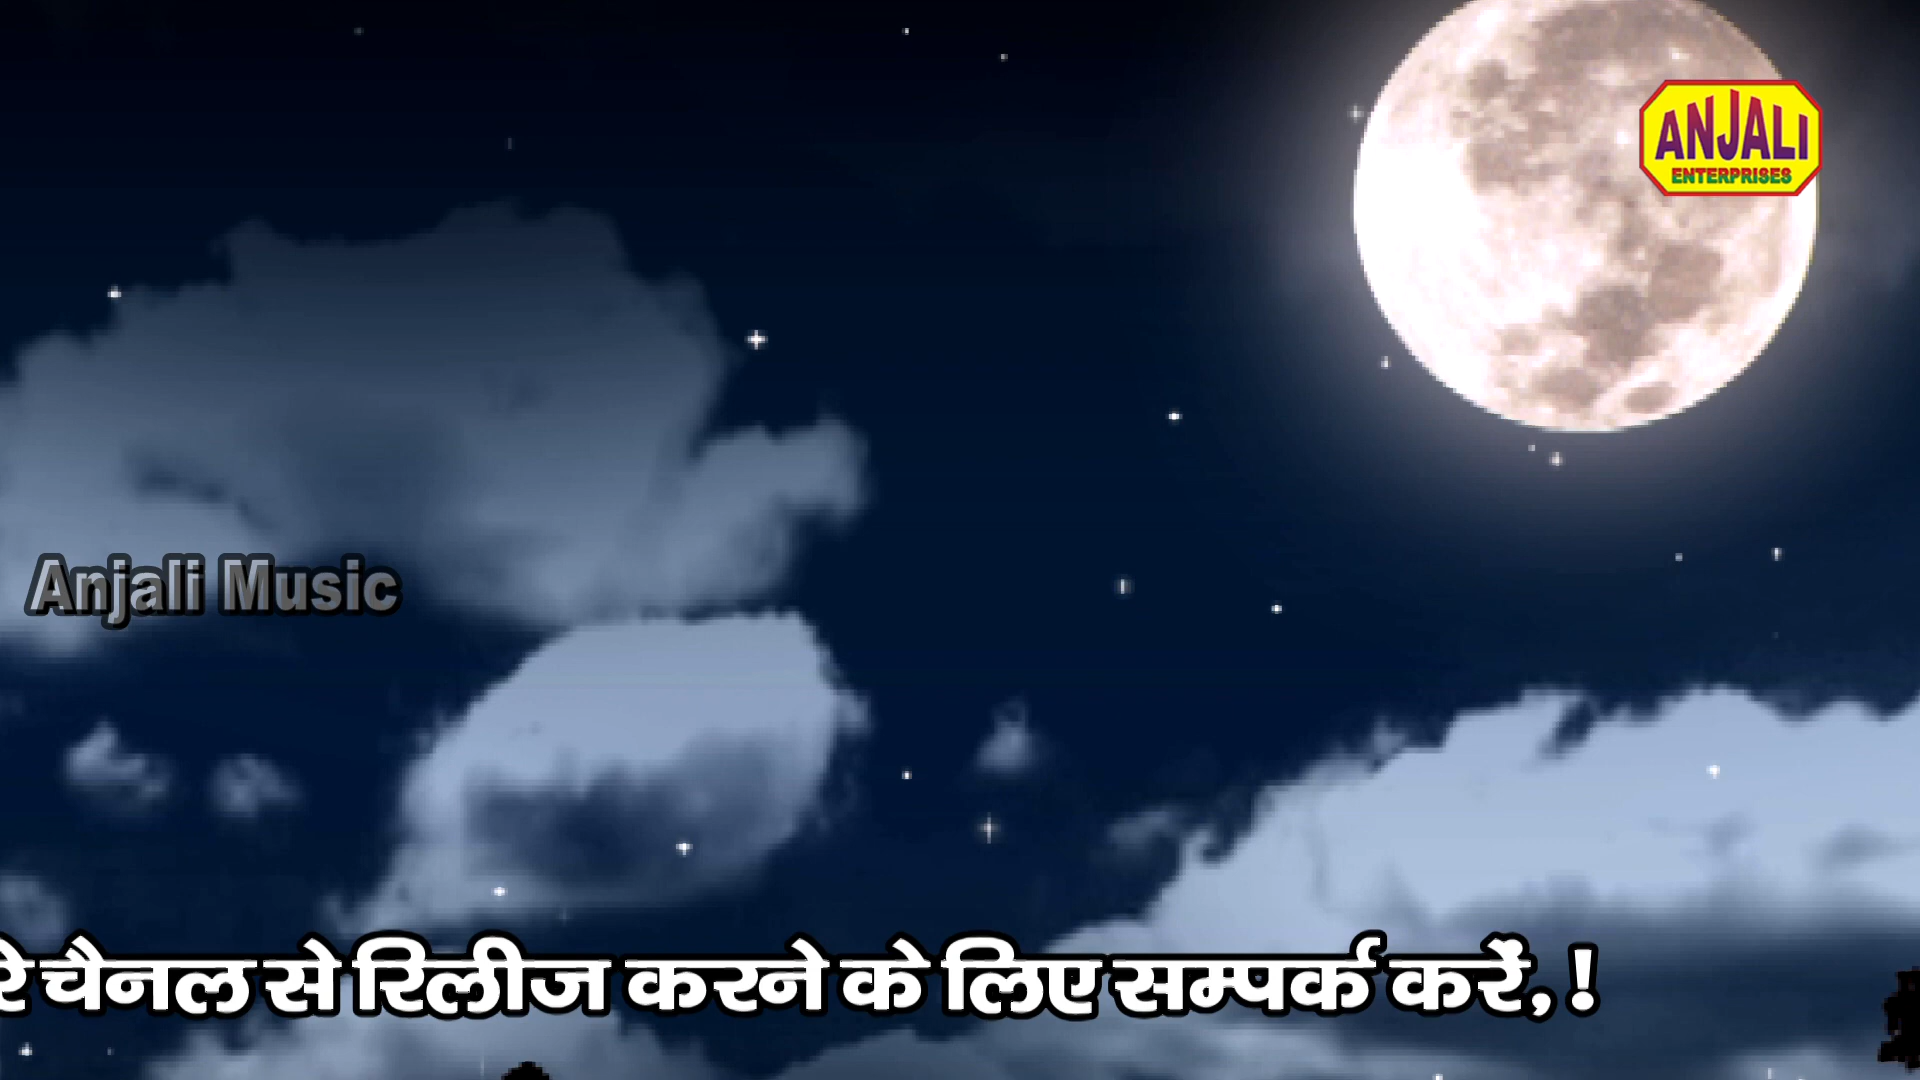 ANJALI
ENTERPRISES
Anjali Music
चैनल से रिलीज करने के लिए सम्पर्क करें, !